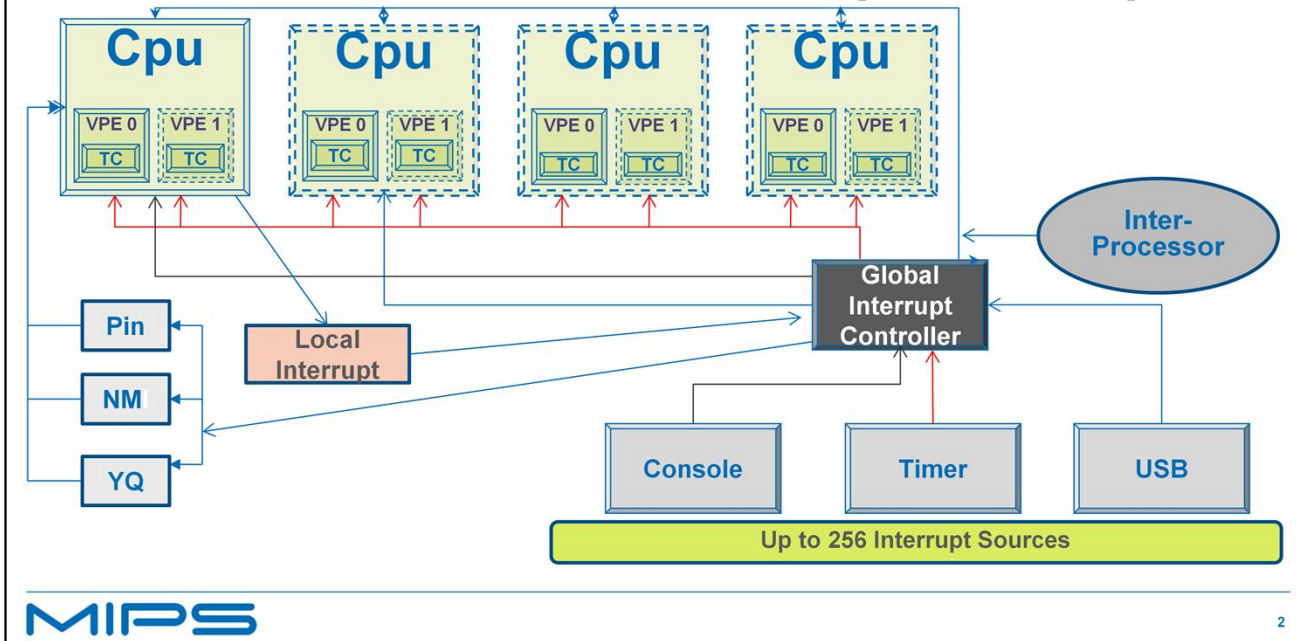 Cpu Cpu Cpu Cpu
VPE 0 VPE 1 VPE 0 VPE 1 VPE 0 VPE 1 VPE 0 VPE 1
TC TC TC TC TC TC TC TC
Inter-
Processor
Global
Interrupt
Controller
Pin
Local
Interrupt
NM
YQ
Console Timer USB
Up to 256 Interrupt Sources
MIPS
2